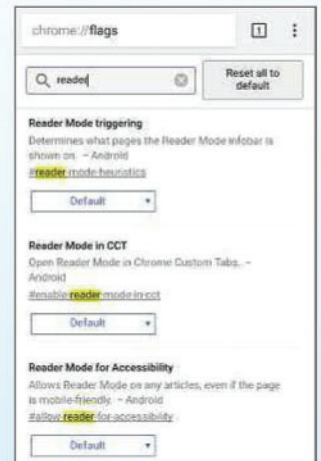 chrome://flags
1
reader
Reset all to
default
Reader Mode triggering
Determines what pages the Reader Mode infobar is
shown on. – Android
#reader-mode-heuristics
Default
Reader Mode in CCT
Open Reader Mode in Chrome Custom Tabs. –
Android
#enable-reader-mode-in-cct
Default
Reader Mode for Accessibility
Allows Reader Mode on any articles, even if the page
is mobile-friendly. – Android
#allow-reader-for-accessibility
Default